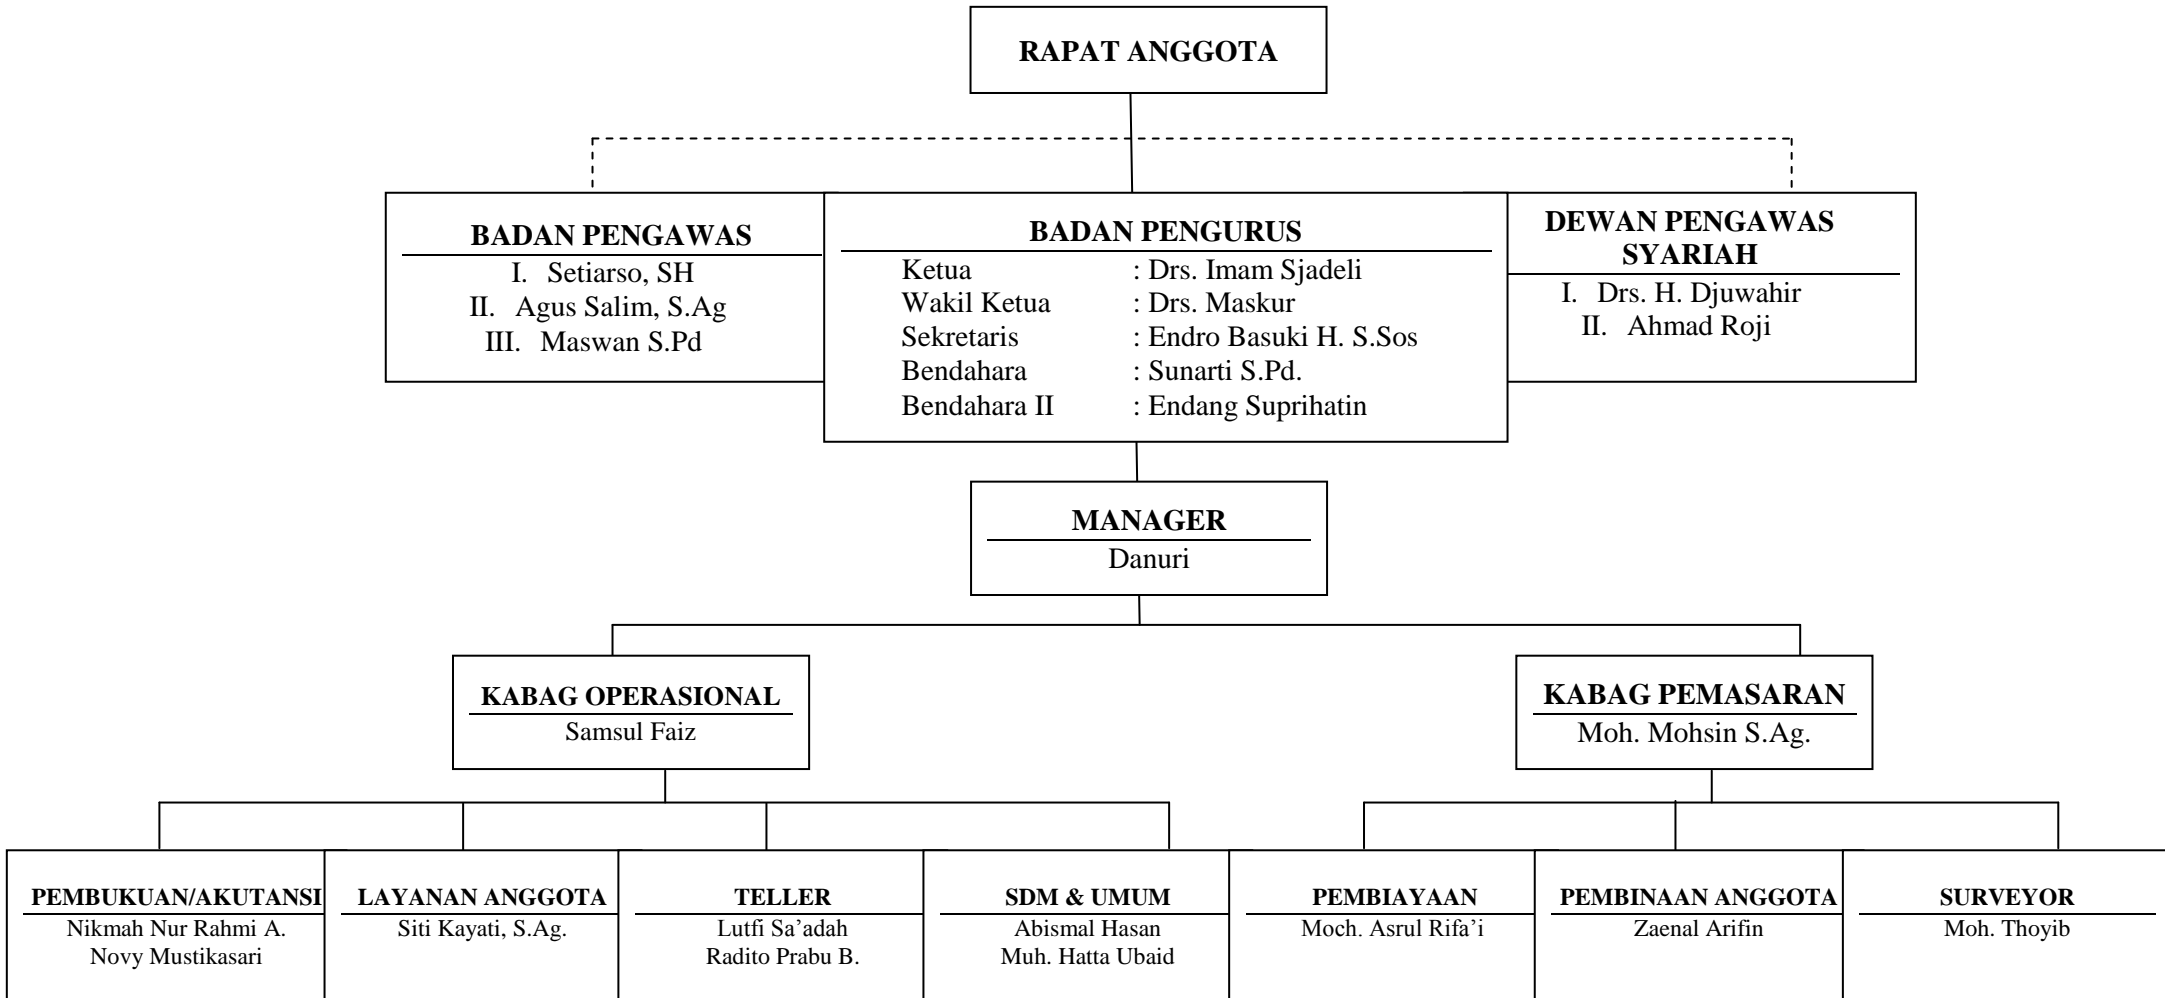 RAPAT ANGGOTA
BADAN PENGAWAS
I. Setiarso, SH
II. Agus Salim, S.Ag
III. Maswan S.Pd
BADAN PENGURUS
Ketua : Drs. Imam Sjadeli
Wakil Ketua : Drs. Maskur
Sekretaris : Endro Basuki H. S.Sos
Bendahara : Sunarti S.Pd.
Bendahara II : Endang Suprihatin
DEWAN PENGAWAS
SYARIAH
I. Drs. H. Djuwahir
II. Ahmad Roji
MANAGER
Danuri
KABAG OPERASIONAL
Samsul Faiz
KABAG PEMASARAN
Moh. Mohsin S.Ag.
PEMBUKUAN/AKUTANSI
Nikmah Nur Rahmi A.
Novy Mustikasari
LAYANAN ANGGOTA
Siti Kayati, S.Ag.
TELLER
Lutfi Sa’adah
Radito Prabu B.
SDM & UMUM
Abismal Hasan
Muh. Hatta Ubaid
PEMBIAYAAN
Moch. Asrul Rifa’i
PEMBINAAN ANGGOTA
Zaenal Arifin
SURVEYOR
Moh. Thoyib